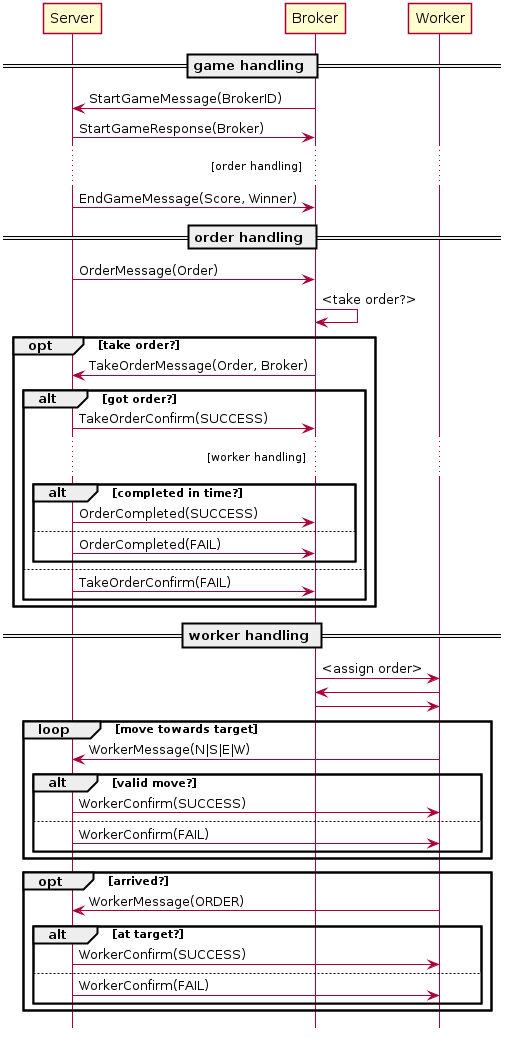 Server Broker Worker
game handling
StartGameMessage(BrokerID)
StartGameResponse(Broker)
[order handling]
EndGameMessage(Score, Winner)
order handling
OrderMessage(Order)
<take order?>
opt [take order?]
TakeOrderMessage(Order, Broker)
alt [got order?]
TakeOrderConfirm(SUCCESS)
[worker handling]
alt [completed in time?]
OrderCompleted(SUCCESS)
OrderCompleted(FAIL)
TakeOrderConfirm(FAIL)
worker handling
<assign order>
loop [move towards target]
WorkerMessage(N|S|E|W)
alt [valid move?]
WorkerConfirm(SUCCESS)
WorkerConfirm(FAIL)
opt [arrived?]
WorkerMessage(ORDER)
alt [at target?]
WorkerConfirm(SUCCESS)
WorkerConfirm(FAIL)